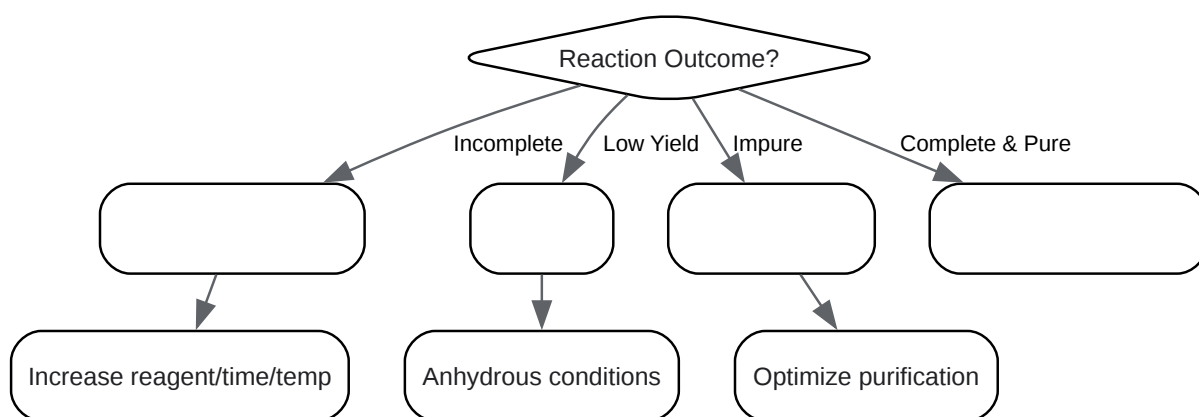 Reaction Outcome?
Incomplete
Low Yield
Impure
Complete & Pure
Increase reagent/time/temp
Anhydrous conditions
Optimize purification